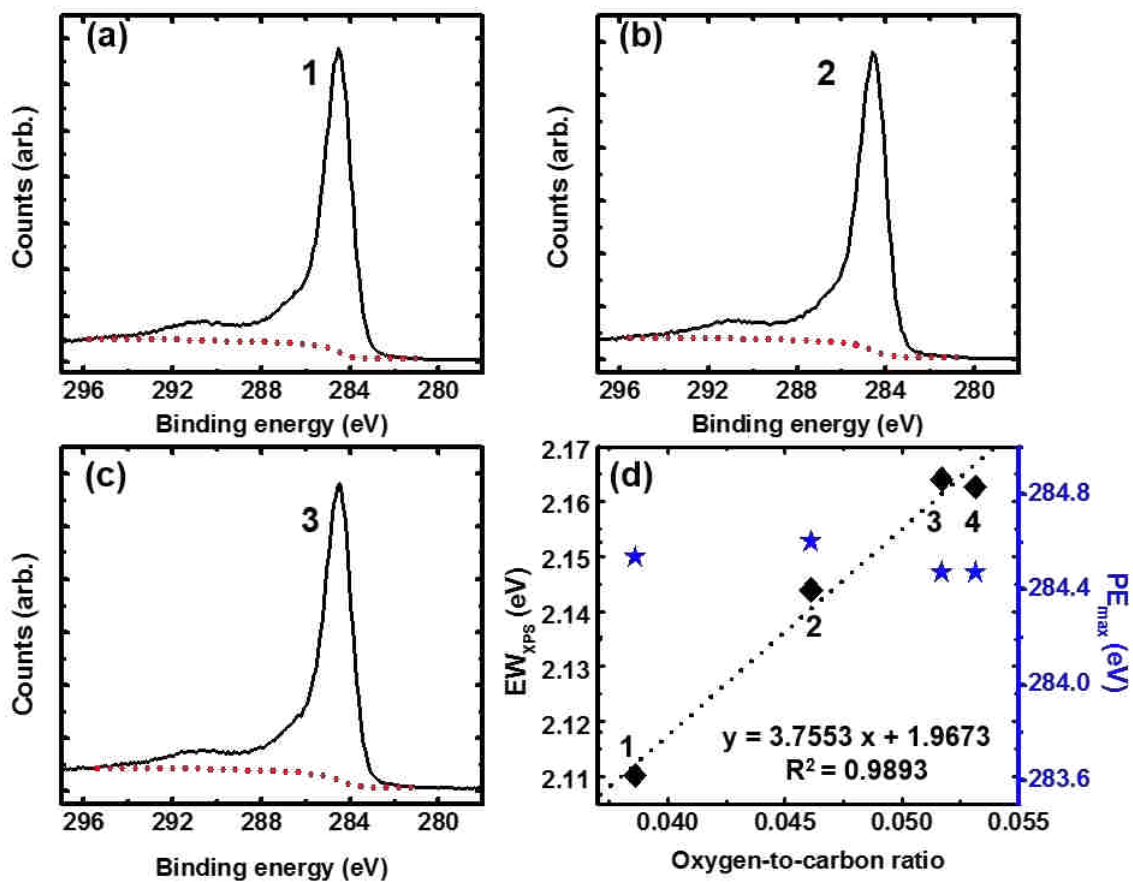 (a)
1
Counts (arb.)
296 292 288 284 280
Binding energy (eV)
(b)
2
Counts (arb.)
296 292 288 284 280
Binding energy (eV)
(c)
3
Counts (arb.)
296 292 288 284 280
Binding energy (eV)
(d)
2.17
2.16
2.15
2.14
2.13
2.12
2.11
EW_XPS (eV)
1
2
3 4
y = 3.7553 x + 1.9673
R² = 0.9893
284.8
284.4
284.0
283.6
PE_max (eV)
0.040 0.045 0.050 0.055
Oxygen-to-carbon ratio